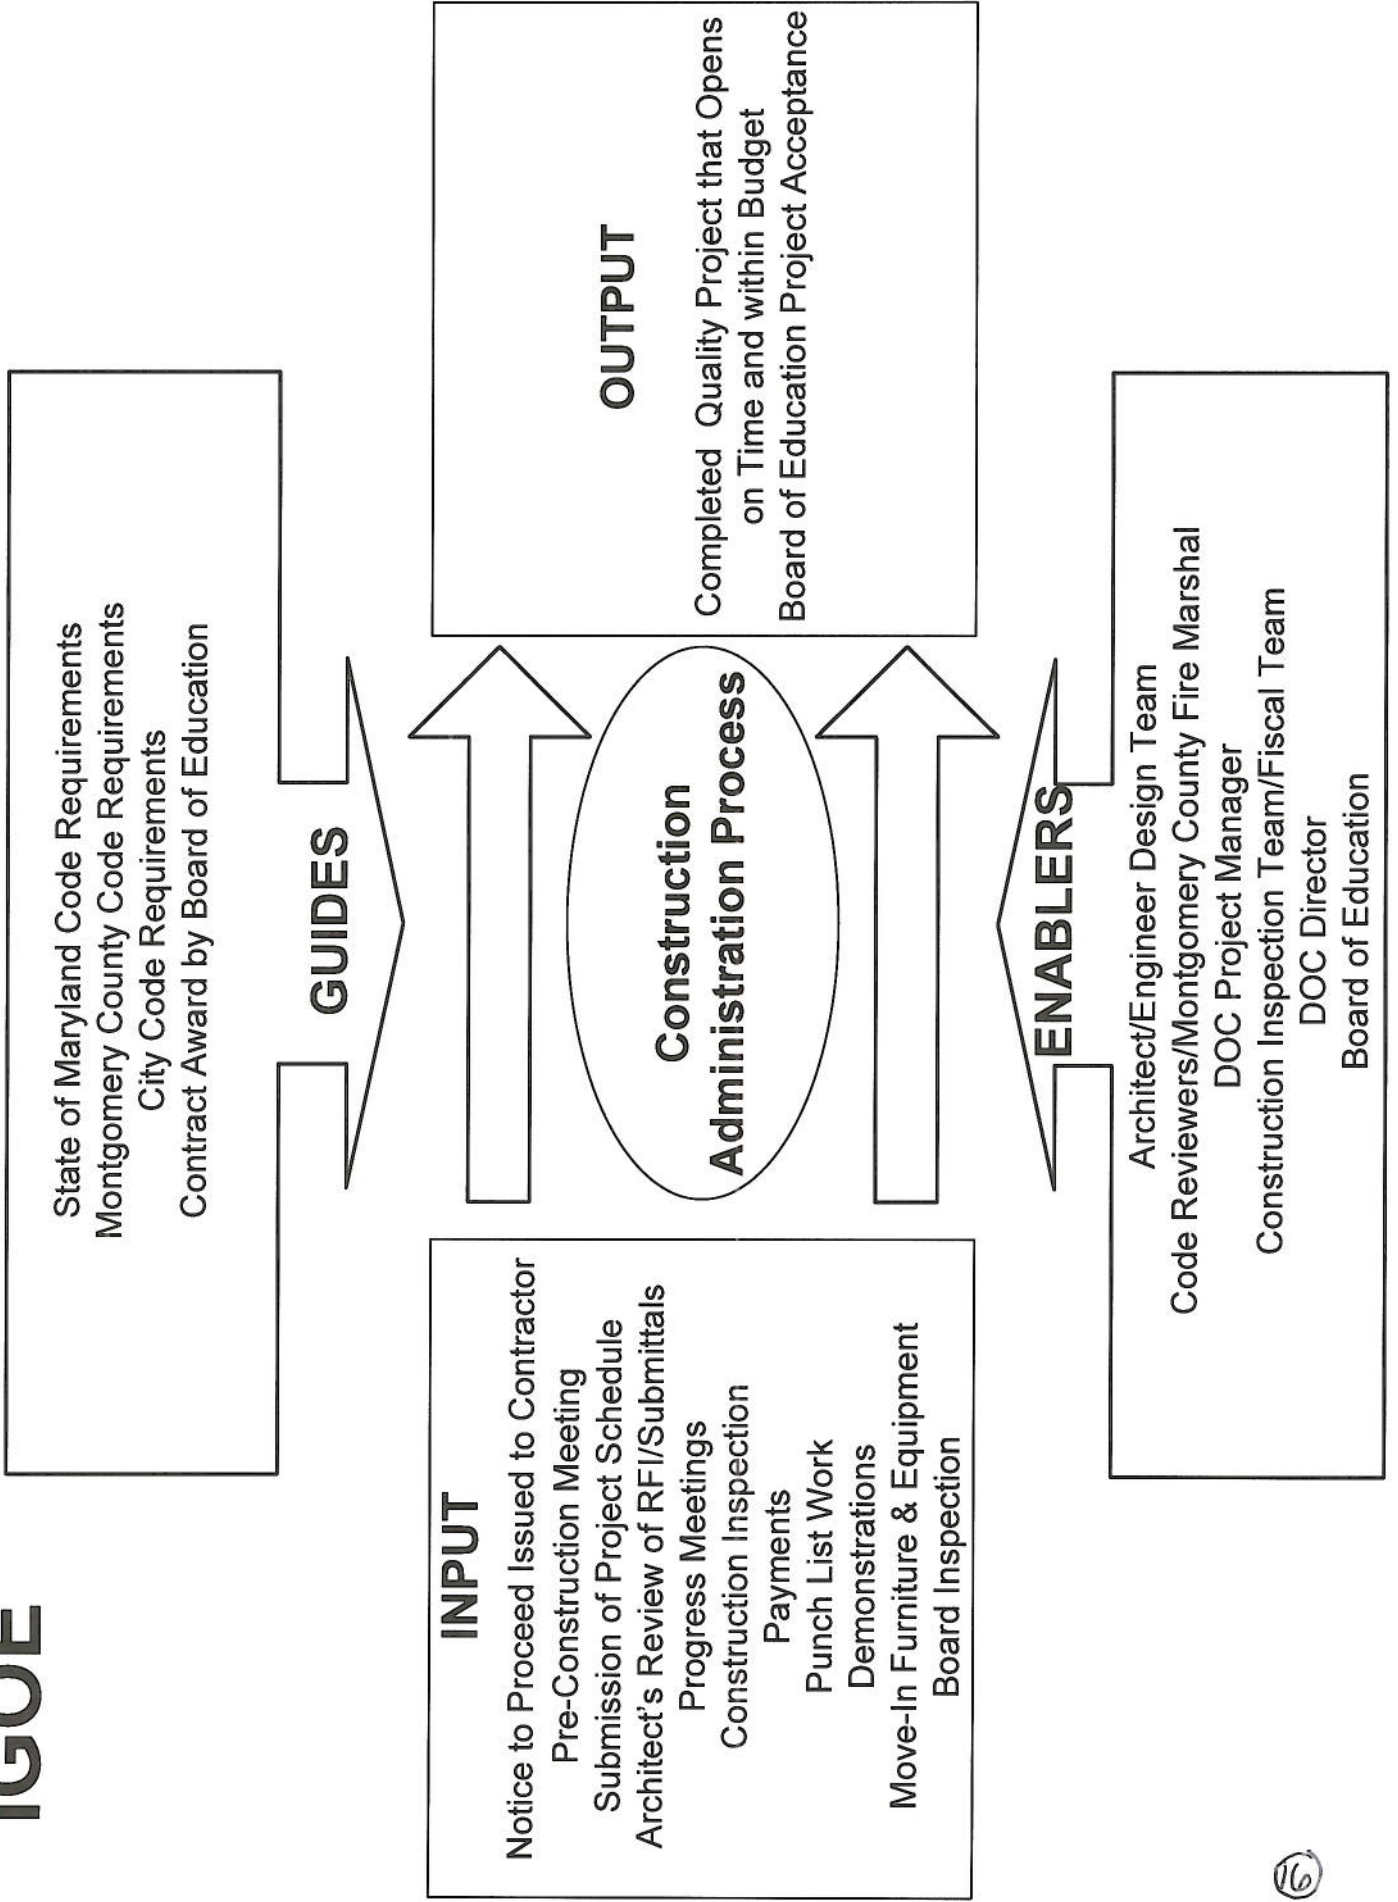 IGOE
GUIDES
State of Maryland Code Requirements
Montgomery County Code Requirements
City Code Requirements
Contract Award by Board of Education
INPUT
Notice to Proceed Issued to Contractor
Pre-Construction Meeting
Submission of Project Schedule
Architect's Review of RFI/Submittals
Progress Meetings
Construction Inspection
Payments
Punch List Work
Demonstrations
Move-In Furniture & Equipment
Board Inspection
Construction
Administration Process
OUTPUT
Completed Quality Project that Opens
on Time and within Budget
Board of Education Project Acceptance
ENABLERS
Architect/Engineer Design Team
Code Reviewers/Montgomery County Fire Marshal
DOC Project Manager
Construction Inspection Team/Fiscal Team
DOC Director
Board of Education
16